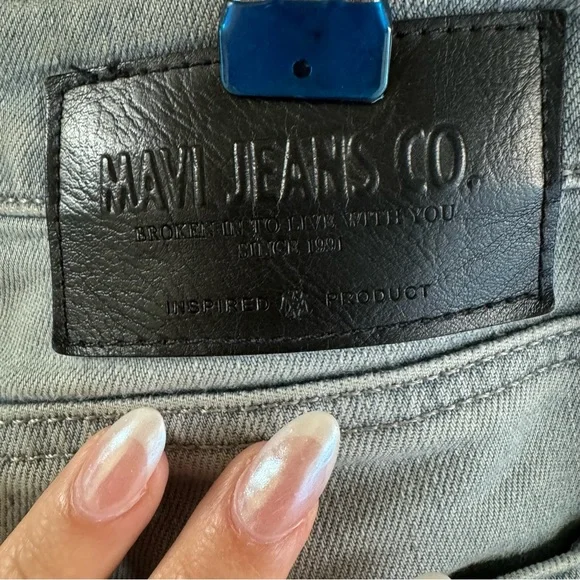 MAVI JEANS CO.
BROKEN IN TO LIVE WITH YOU
SINCE 1991
INSPIRED PRODUCT